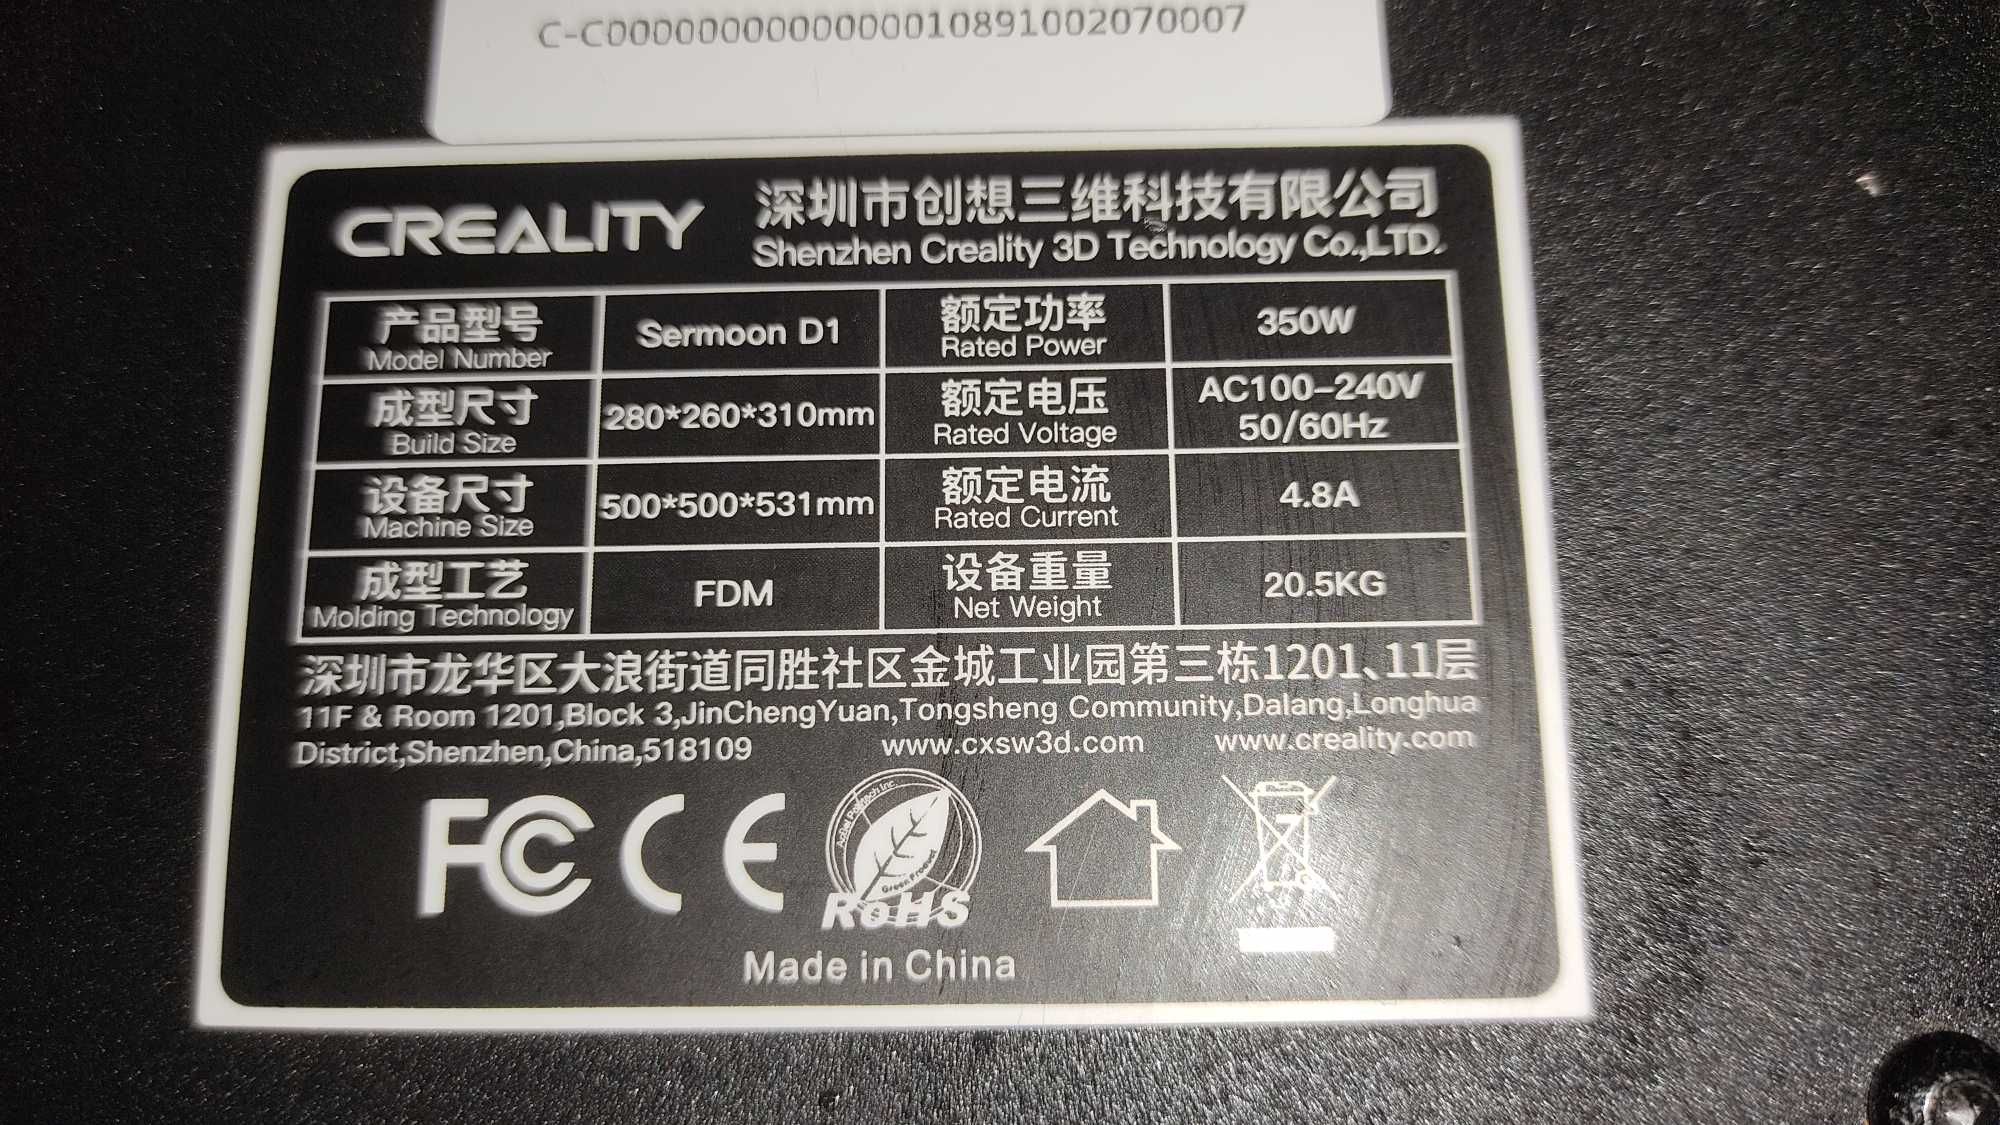 C-C00000000000000108910020​70007
CREALITY
深圳市创想三维科技有限公司
Shenzhen Creality 3D Technology Co.,LTD.
产品型号 Sermoon D1 额定功率 350W
Model Number Rated Power
成型尺寸 280*260*310mm 额定电压 AC100-240V
Build Size Rated Voltage 50/60Hz
设备尺寸 500*500*531mm 额定电流 4.8A
Machine Size Rated Current
成型工艺 FDM 设备重量 20.5KG
Molding Technology Net Weight
深圳市龙华区大浪街道同胜社区金城工业园第三栋1201、11层
11F & Room 1201,Block 3,JinChengYuan,Tongsheng Community,Dalang,Longhua
District,Shenzhen,China,518109 www.cxsw3d.com www.creality.com
FC CE
Green Product
RoHS
Made in China